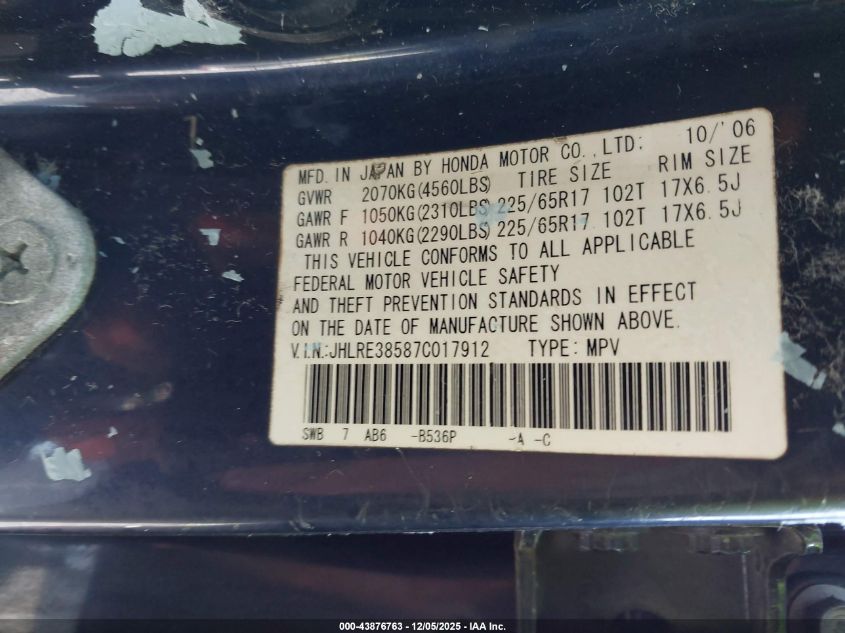 MFD. IN JAPAN BY HONDA MOTOR CO., LTD: 10/'06
GVWR 2070KG(4560LBS) TIRE SIZE RIM SIZE
GAWR F 1050KG(2310LBS) 225/65R17 102T 17X6.5J
GAWR R 1040KG(2290LBS) 225/65R17 102T 17X6.5J
THIS VEHICLE CONFORMS TO ALL APPLICABLE
FEDERAL MOTOR VEHICLE SAFETY
AND THEFT PREVENTION STANDARDS IN EFFECT
ON THE DATE OF MANUFACTURE SHOWN ABOVE.
V.I.N.:JHLRE38587C017912 TYPE: MPV
SWB 7 AB6 -B536P -A -C
000-43876763 - 12/05/2025 - IAA Inc.